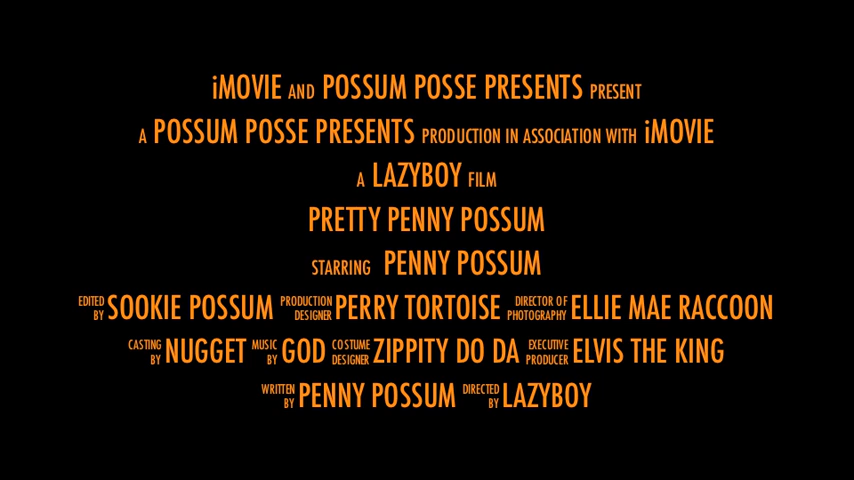 iMOVIE AND POSSUM POSSE PRESENTS PRESENT
A POSSUM POSSE PRESENTS PRODUCTION IN ASSOCIATION WITH iMOVIE
A LAZYBOY FILM
PRETTY PENNY POSSUM
STARRING PENNY POSSUM
EDITED BY SOOKIE POSSUM PRODUCTION DESIGNER PERRY TORTOISE DIRECTOR OF PHOTOGRAPHY ELLIE MAE RACCOON
CASTING BY NUGGET MUSIC BY GOD COSTUME DESIGNER ZIPPITY DO DA EXECUTIVE PRODUCER ELVIS THE KING
WRITTEN BY PENNY POSSUM DIRECTED BY LAZYBOY